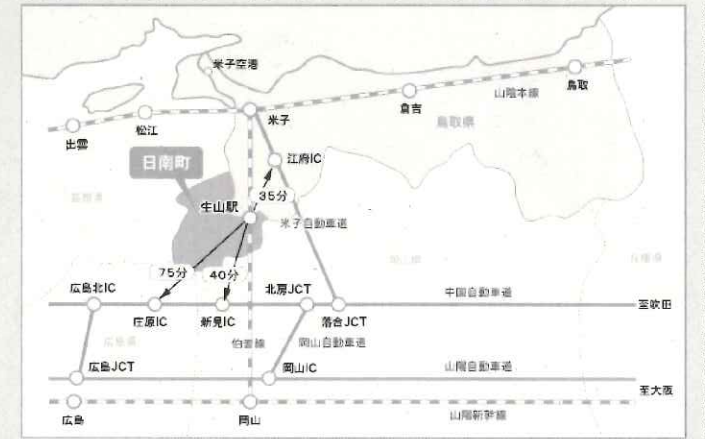 米子空港
鳥取
山陰本線
倉吉
米子
松江
出雲
鳥取県
江府IC
日南町
35分
生山駅
米子自動車道
75分
40分
広島北IC
北房JCT
中国自動車道
至吹田
庄原IC
新見IC
落合JCT
広島県
伯備線
岡山自動車道
広島JCT
岡山IC
山陽自動車道
至大阪
広島
岡山
山陽新幹線